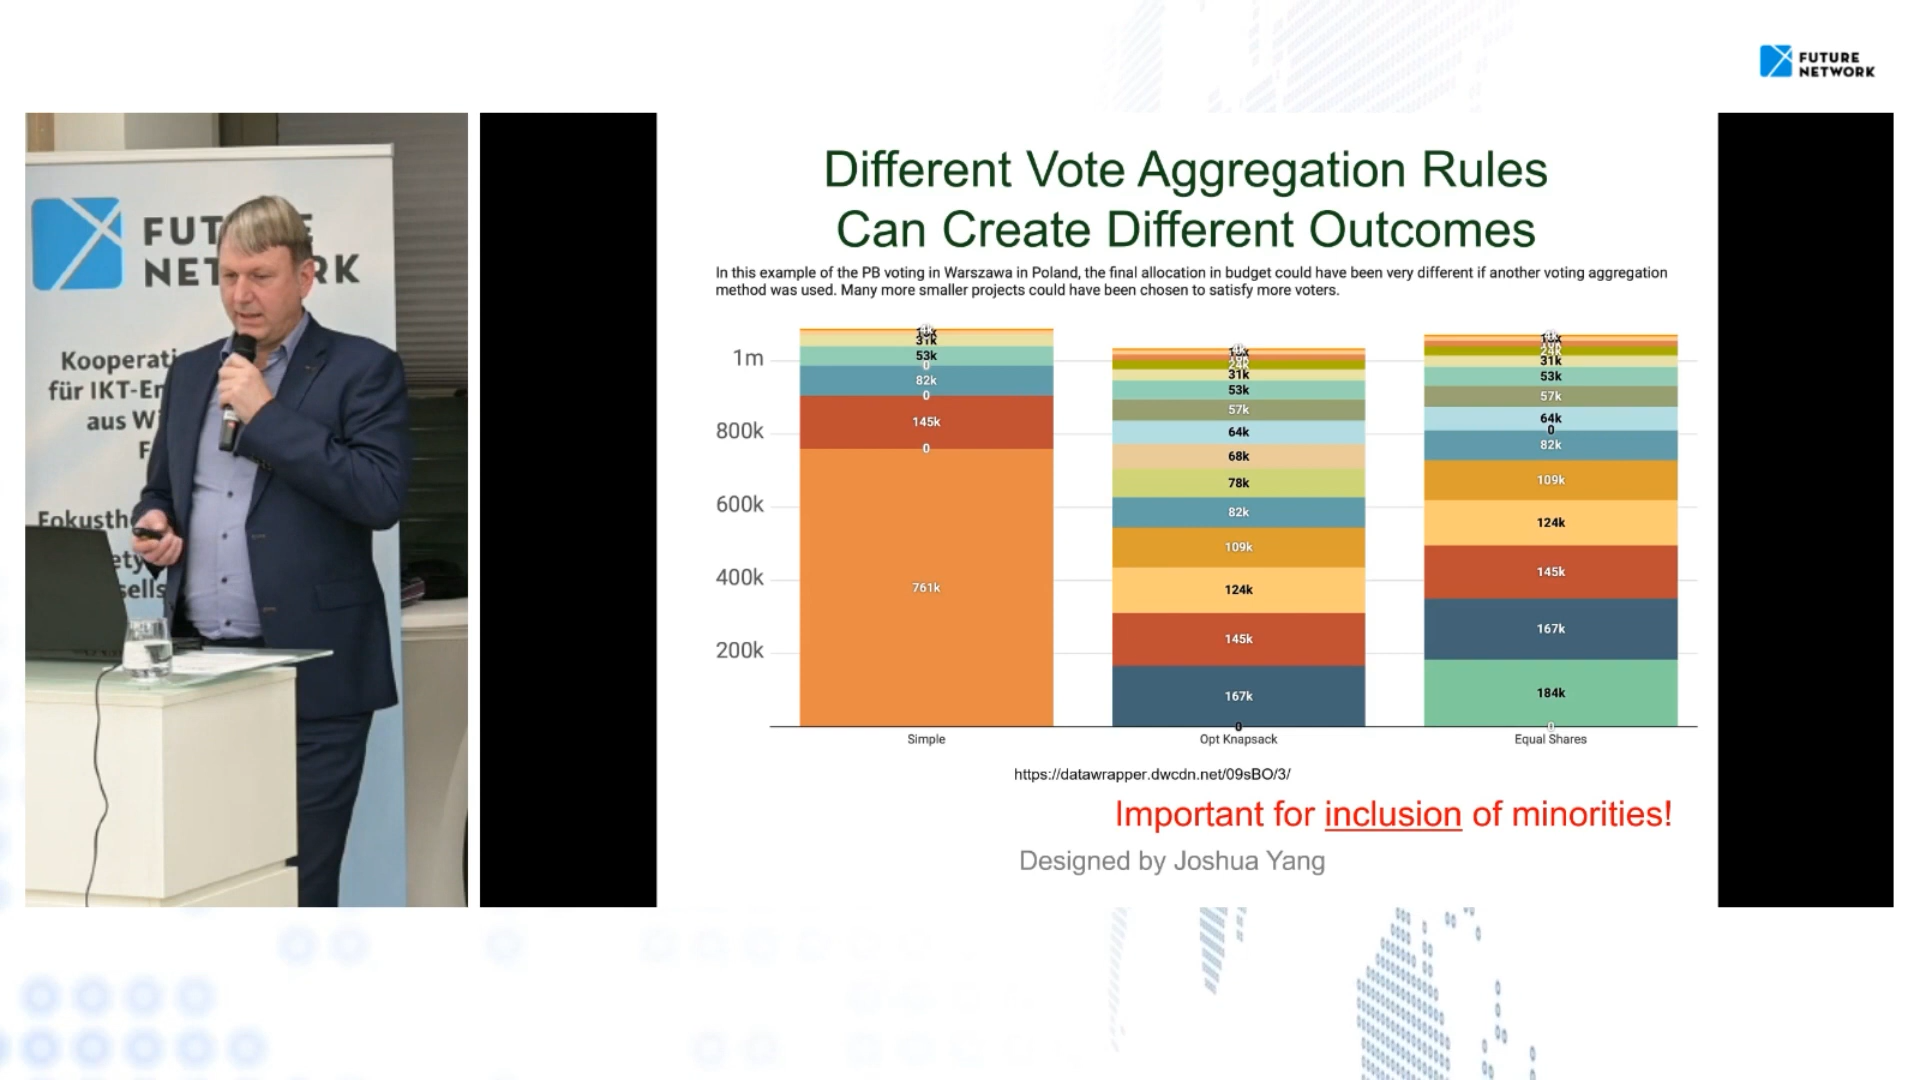 FUTURE
NETWORK
FUT
E
NET
RK
Kooperati
für IKT-En
aus Wi
F
Fokusth
ety
sells
Different Vote Aggregation Rules
Can Create Different Outcomes
In this example of the PB voting in Warszawa in Poland, the final allocation in budget could have been very different if another voting aggregation
method was used. Many more smaller projects could have been chosen to satisfy more voters.
1m
800k
600k
400k
200k
31k
53k
0
82k
0
145k
0
761k
Simple
24k
31k
53k
57k
64k
68k
78k
82k
109k
124k
145k
167k
0
Opt Knapsack
24k
31k
53k
57k
64k
0
82k
109k
124k
145k
167k
184k
0
Equal Shares
https://datawrapper.dwcdn.net/09sBO/3/
Important for inclusion of minorities!
Designed by Joshua Yang